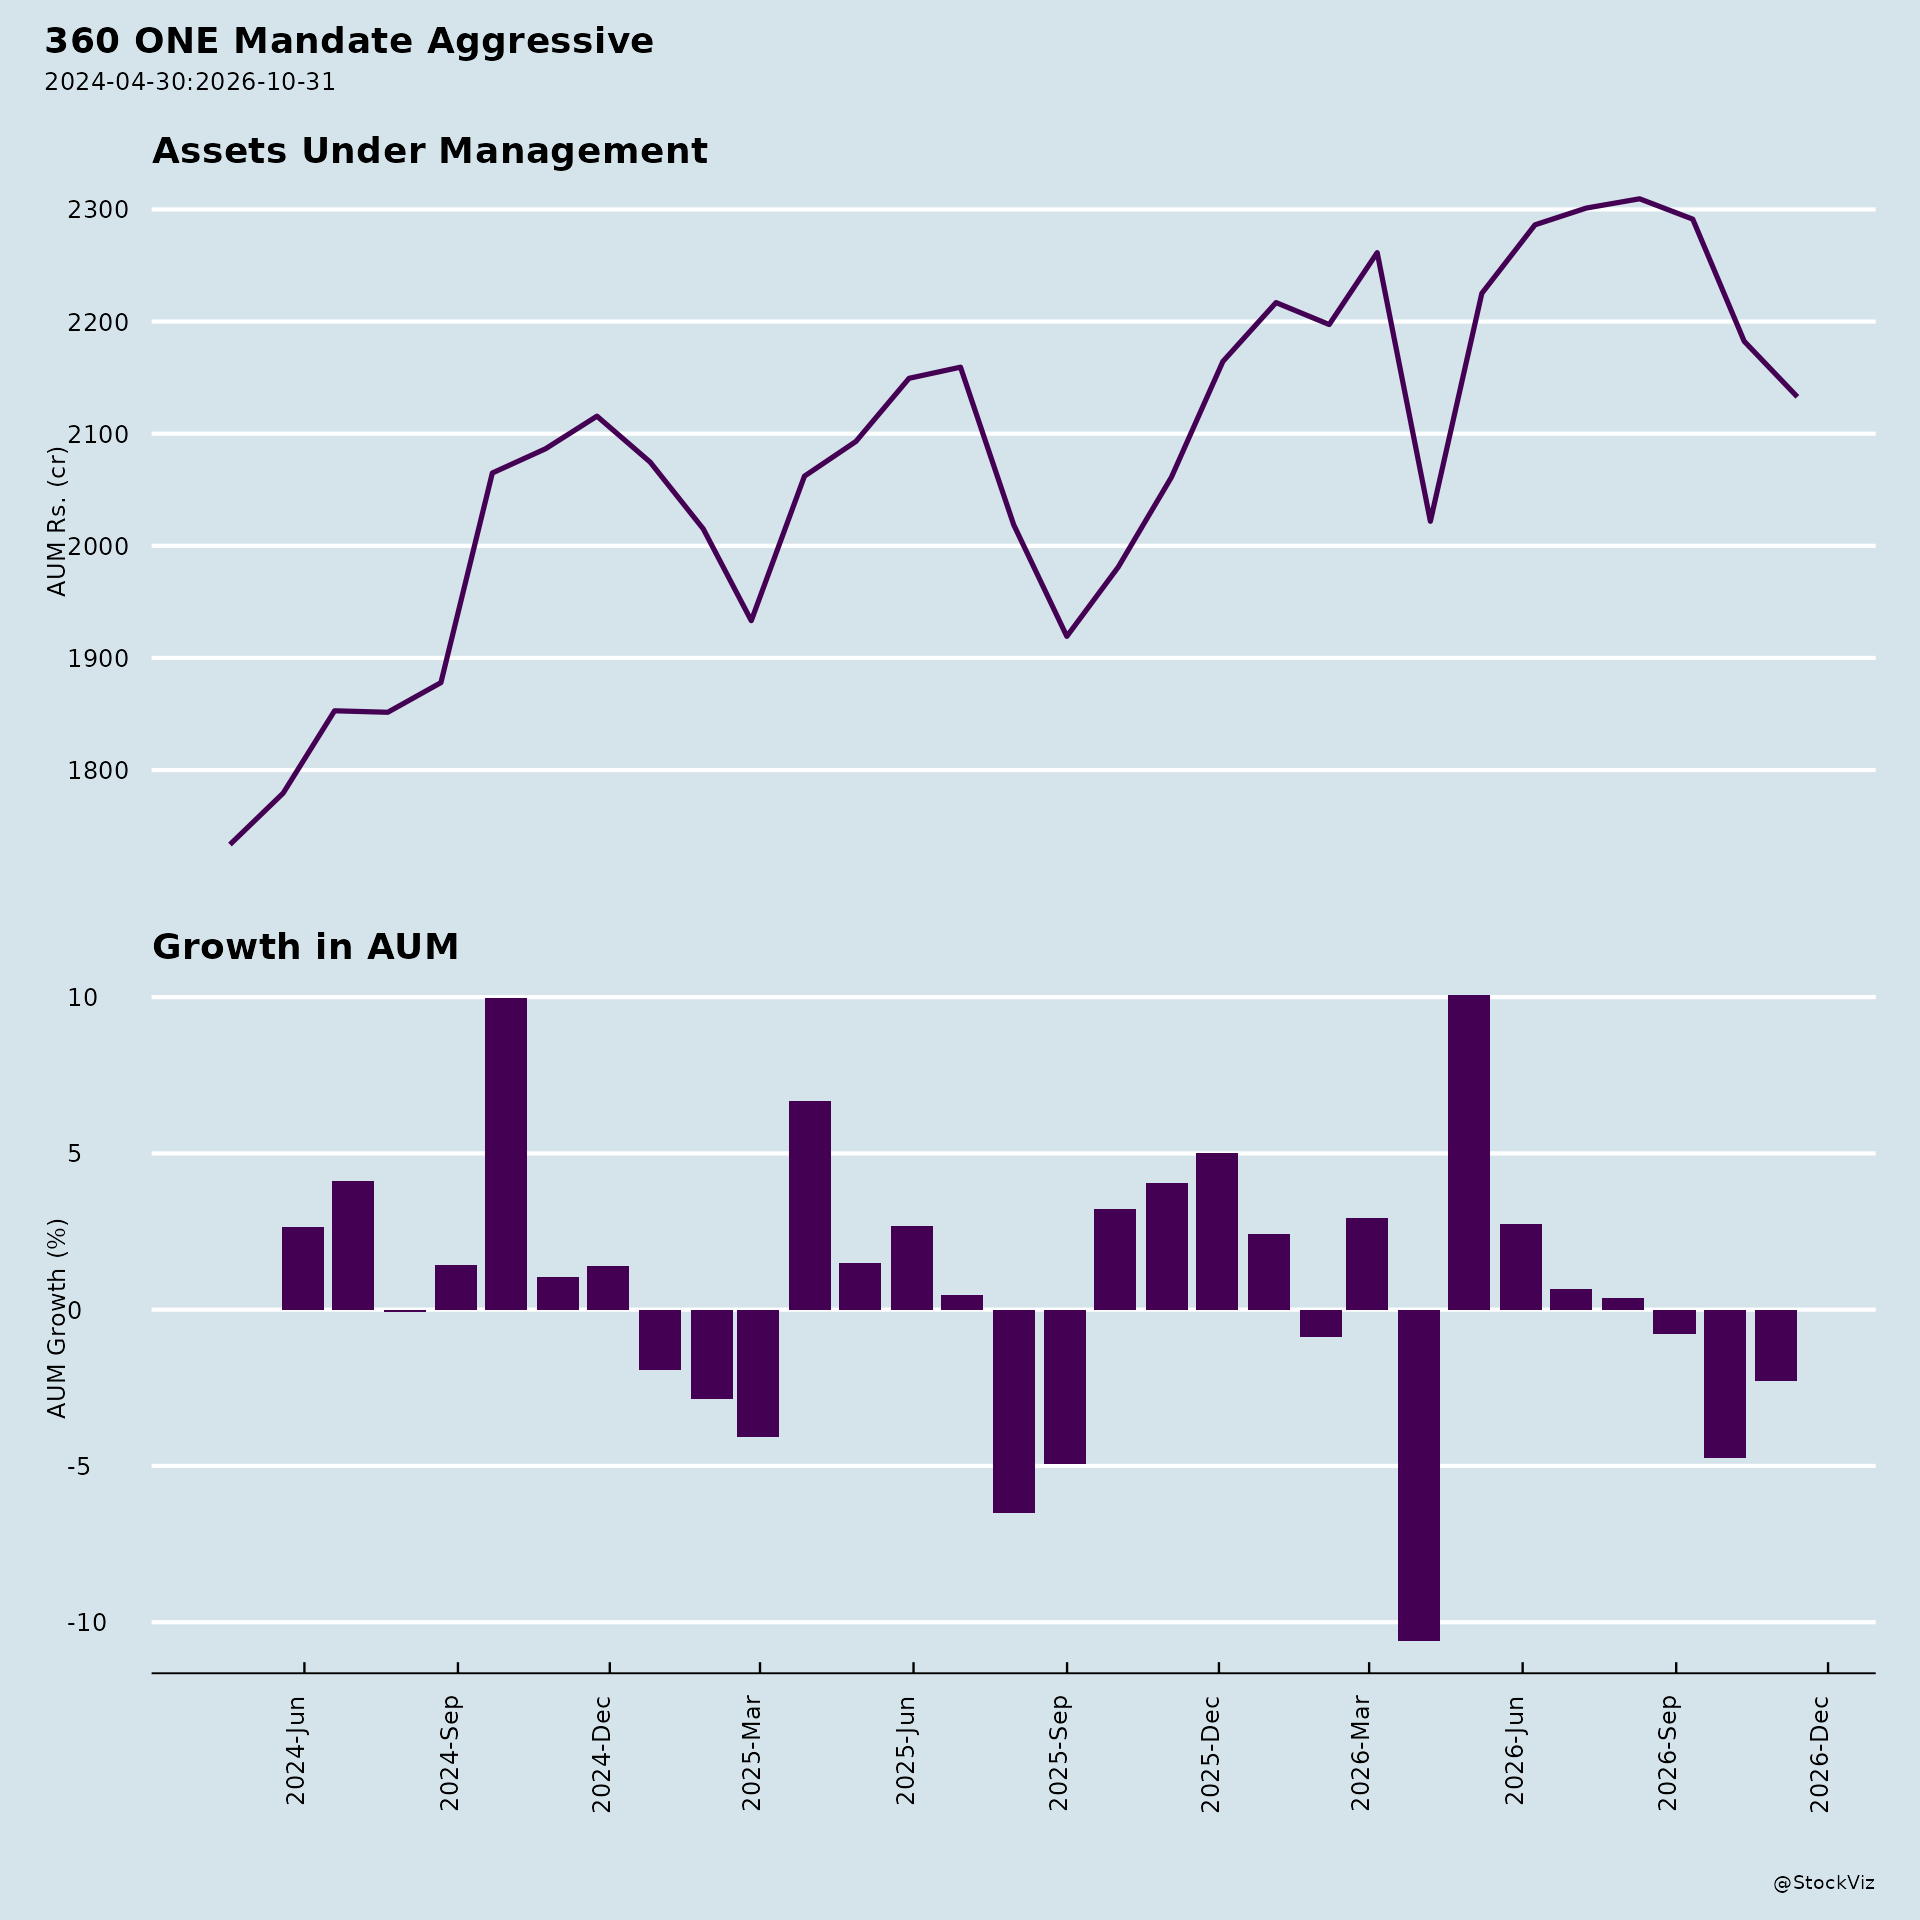 360 ONE Mandate Aggressive
2024-04-30:2026-10-31
Assets Under Management
2300
2200
2100
2000
1900
1800
AUM Rs. (cr)
Growth in AUM
10
5
0
-5
-10
AUM Growth (%)
2024-Jun
2024-Sep
2024-Dec
2025-Mar
2025-Jun
2025-Sep
2025-Dec
2026-Mar
2026-Jun
2026-Sep
2026-Dec
@StockViz